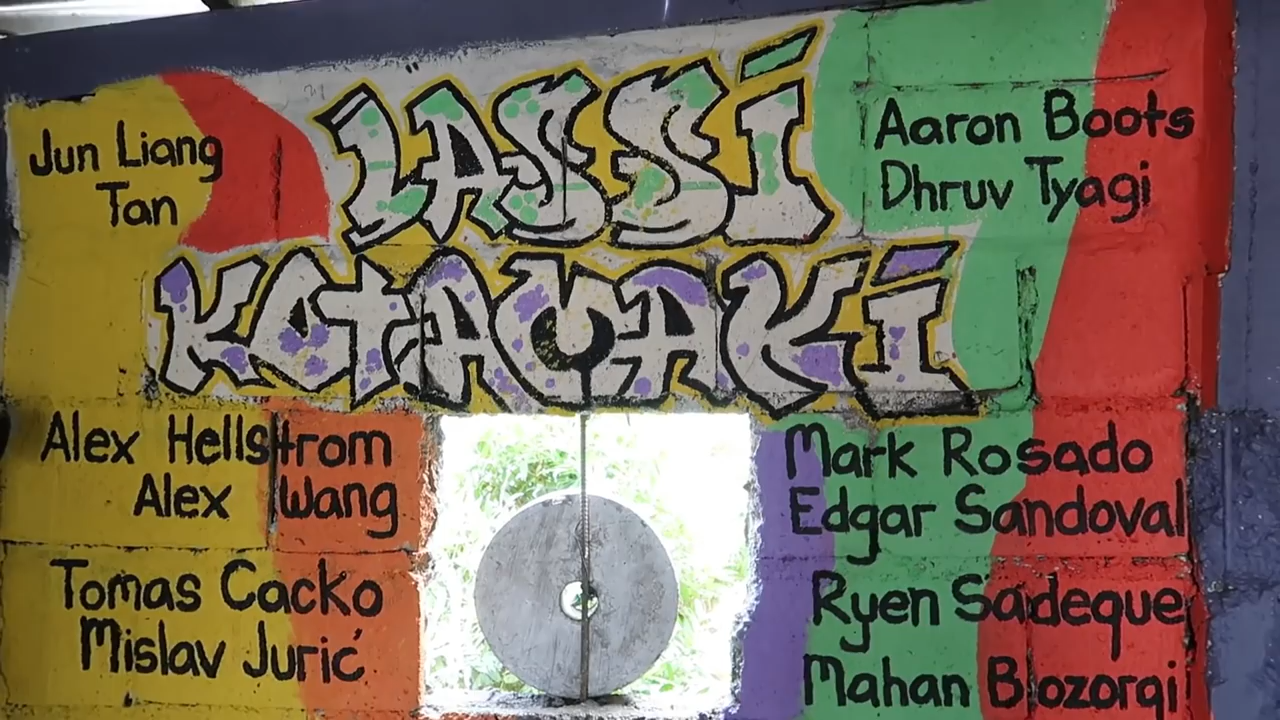 LASSI
KOTAMAKI
Jun Liang
Tan
Aaron Boots
Dhruv Tyagi
Alex Hellstrom
Alex Wang
Mark Rosado
Edgar Sandoval
Tomas Cacko
Mislav Jurić
Ryen Sadeque
Mahan Bozorgi